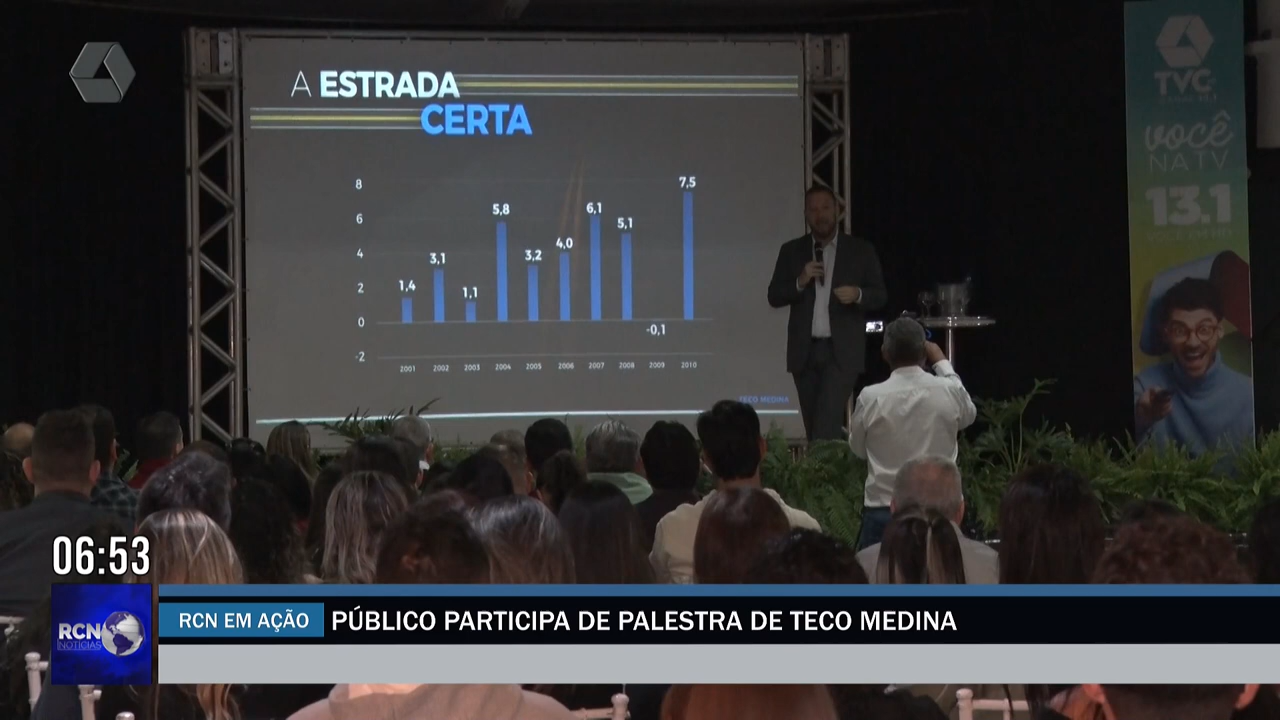 A ESTRADA
CERTA
8
6
4
2
0
-2
1,4
3,1
1,1
5,8
3,2
4,0
6,1
5,1
-0,1
7,5
2001
2002
2003
2004
2005
2006
2007
2008
2009
2010
TECO MEDINA
TVC
você
NA TV
13.1
06:53
RCN
NOTÍCIAS
RCN EM AÇÃO
PÚBLICO PARTICIPA DE PALESTRA DE TECO MEDINA